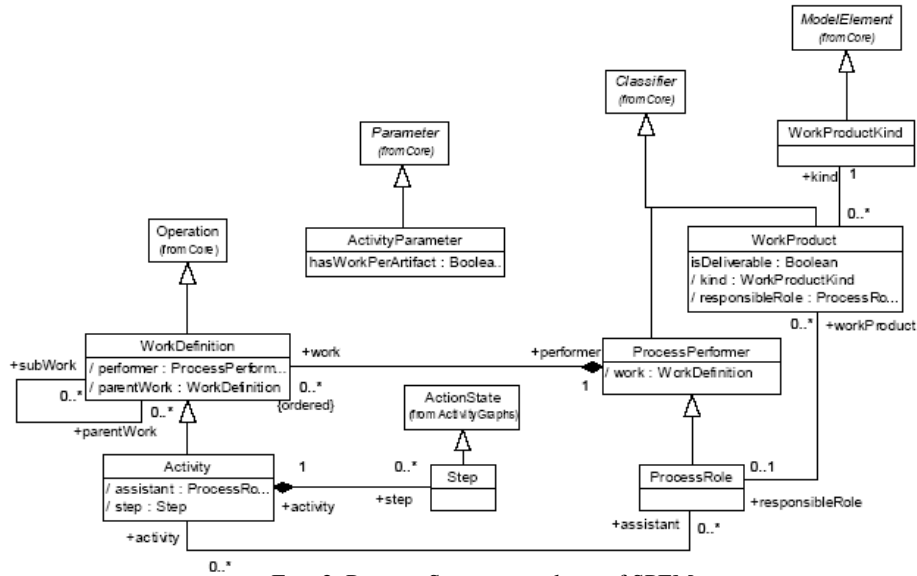 ModelElement
(from Core)
Classifier
(from Core)
WorkProductKind
+kind
1
0..*
Parameter
(from Core)
ActivityParameter
hasWorkPerArtifact : Boolea..
Operation
(from Core)
WorkProduct
isDeliverable : Boolean
/ kind : WorkProductKind
/ responsibleRole : ProcessRo...
0..*
+workProduct
WorkDefinition
/ performer : ProcessPerform...
/ parentWork : WorkDefinition
+subWork
0..*
0..*
+parentWork
+work
0..*
{ordered}
+performer
1
ProcessPerformer
/ work : WorkDefinition
ActionState
(from ActivityGraphs)
Activity
/ assistant : ProcessRo...
/ step : Step
1
+activity
0..*
+step
Step
ProcessRole
0..1
+responsibleRole
+assistant
0..*
+activity
0..*